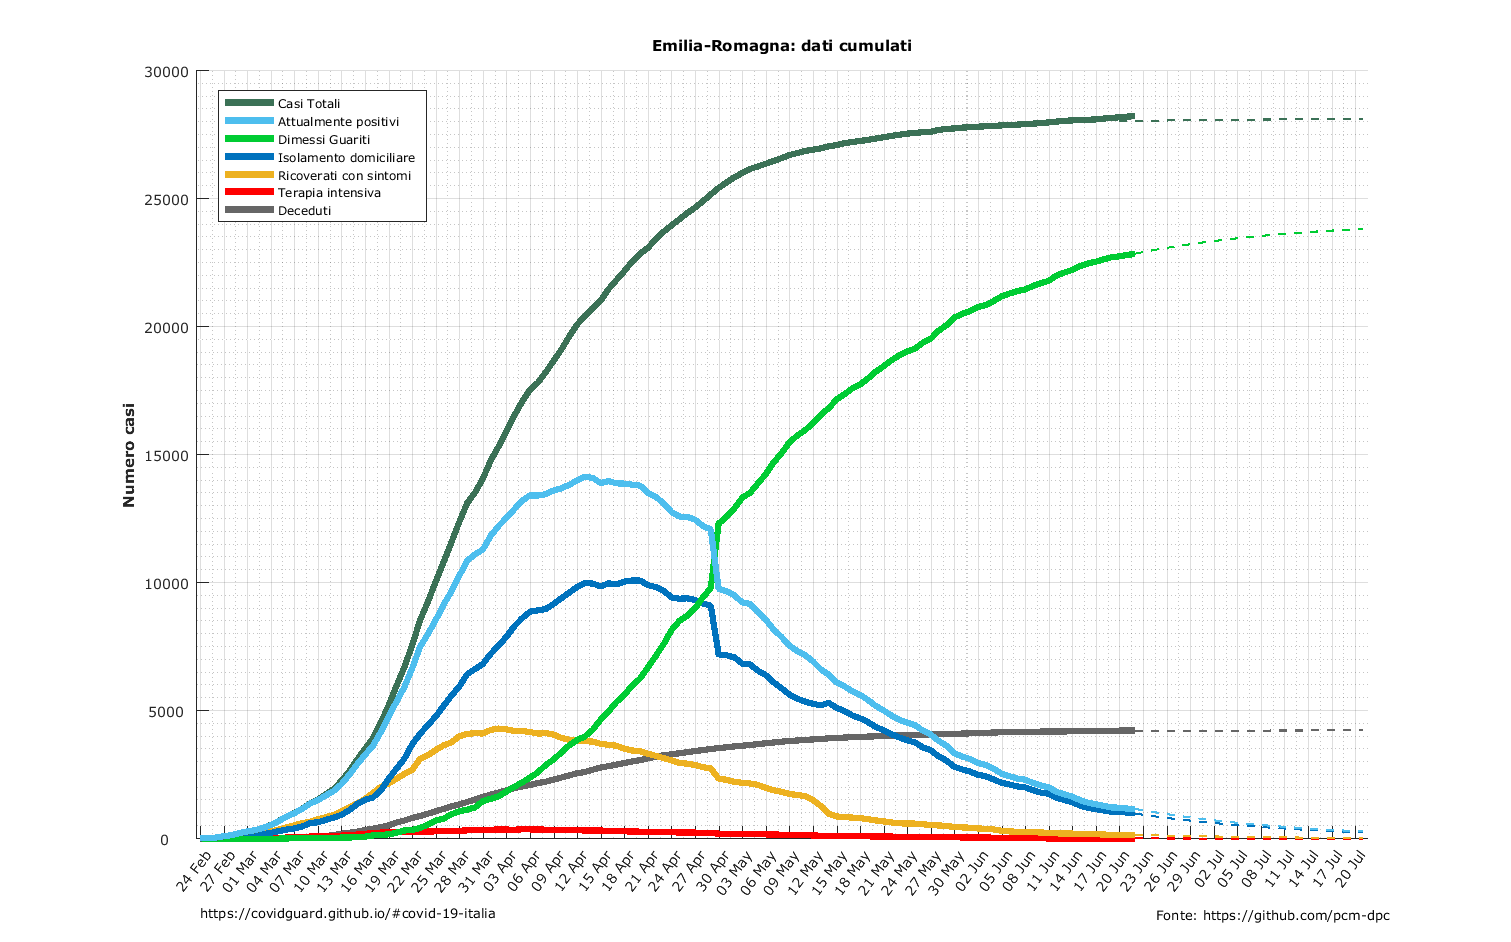 Emilia-Romagna: dati cumulati
30000
25000
20000
15000
10000
5000
0
Numero casi
Casi Totali
Attualmente positivi
Dimessi Guariti
Isolamento domiciliare
Ricoverati con sintomi
Terapia intensiva
Deceduti
24 Feb
27 Feb
01 Mar
04 Mar
07 Mar
10 Mar
13 Mar
16 Mar
19 Mar
22 Mar
25 Mar
28 Mar
31 Mar
03 Apr
06 Apr
09 Apr
12 Apr
15 Apr
18 Apr
21 Apr
24 Apr
27 Apr
30 Apr
03 May
06 May
09 May
12 May
15 May
18 May
21 May
24 May
27 May
30 May
02 Jun
05 Jun
08 Jun
11 Jun
14 Jun
17 Jun
20 Jun
23 Jun
26 Jun
29 Jun
02 Jul
05 Jul
08 Jul
11 Jul
14 Jul
17 Jul
20 Jul
https://covidguard.github.io/#covid-19-italia
Fonte: https://github.com/pcm-dpc